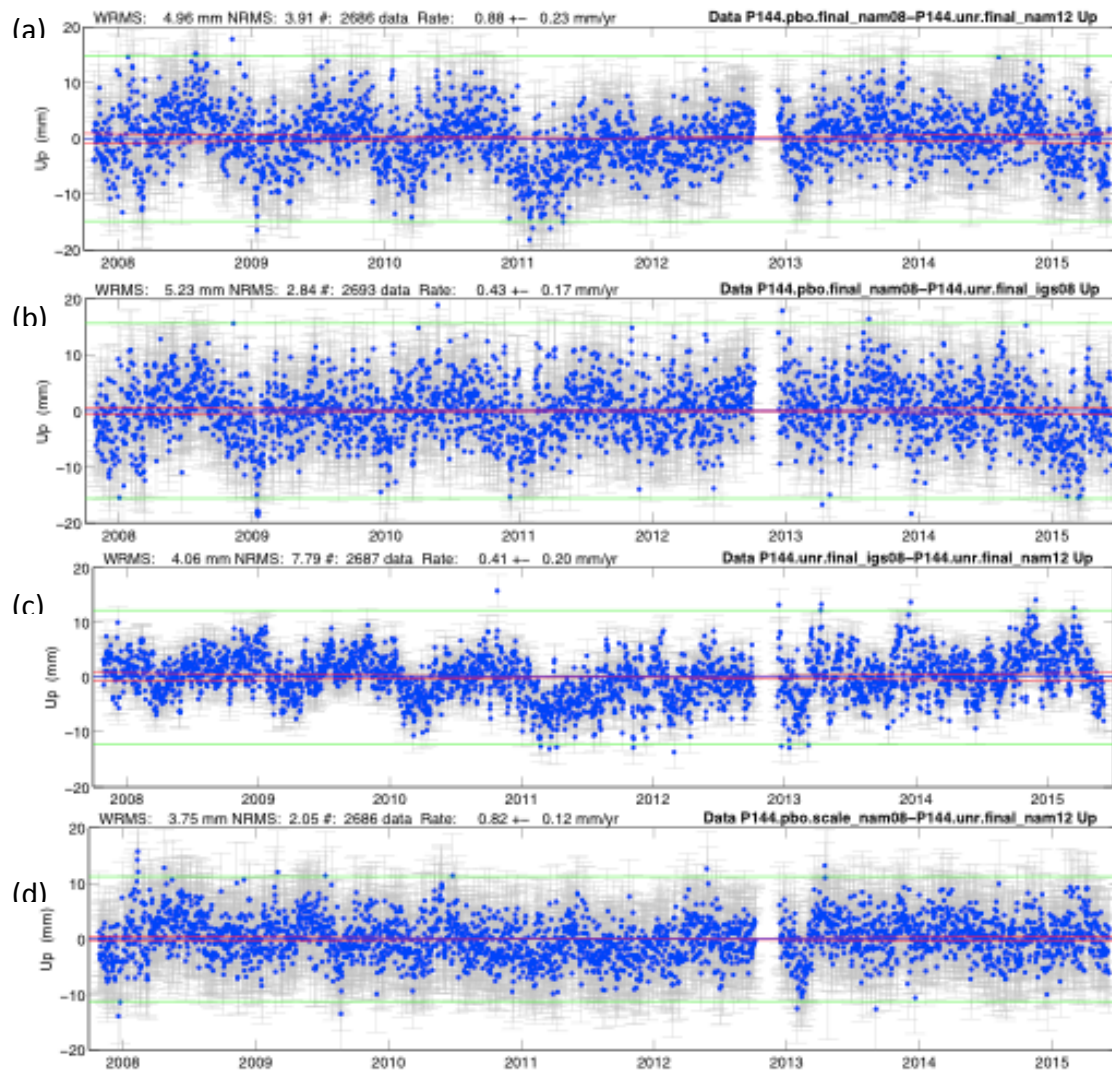 (a)
WRMS: 4.96 mm NRMS: 3.91 #: 2686 data Rate: 0.88 +− 0.23 mm/yr Data P144.pbo.final_nam08−P144.unr.final_nam12 Up
20
10
0
−10
−20
Up (mm)
2008 2009 2010 2011 2012 2013 2014 2015
(b)
WRMS: 5.23 mm NRMS: 2.84 #: 2693 data Rate: 0.43 +− 0.17 mm/yr Data P144.pbo.final_nam08−P144.unr.final_igs08 Up
20
10
0
−10
−20
Up (mm)
2008 2009 2010 2011 2012 2013 2014 2015
(c)
WRMS: 4.06 mm NRMS: 7.79 #: 2687 data Rate: 0.41 +− 0.20 mm/yr Data P144.unr.final_igs08−P144.unr.final_nam12 Up
20
10
0
−10
−20
Up (mm)
2008 2009 2010 2011 2012 2013 2014 2015
(d)
WRMS: 3.75 mm NRMS: 2.05 #: 2686 data Rate: 0.82 +− 0.12 mm/yr Data P144.pbo.scale_nam08−P144.unr.final_nam12 Up
20
10
0
−10
−20
Up (mm)
2008 2009 2010 2011 2012 2013 2014 2015